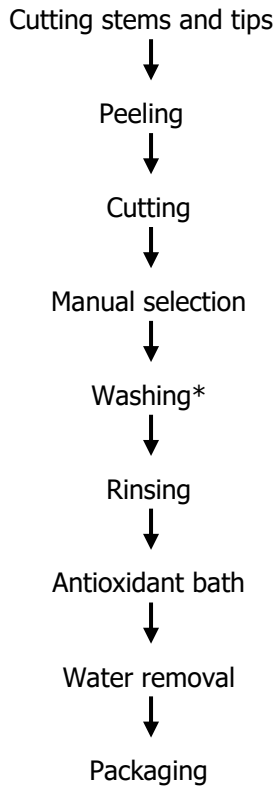 Cutting stems and tips
Peeling
Cutting
Manual selection
Washing*
Rinsing
Antioxidant bath
Water removal
Packaging